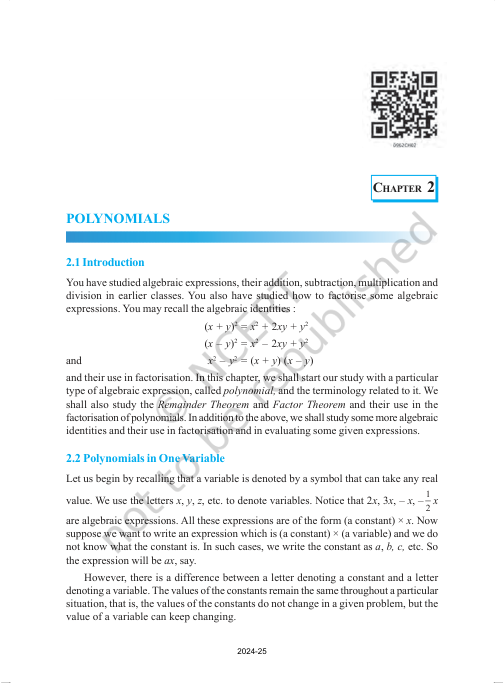 0962CH02
CHAPTER 2
POLYNOMIALS
2.1 Introduction
You have studied algebraic expressions, their addition, subtraction, multiplication and
division in earlier classes. You also have studied how to factorise some algebraic
expressions. You may recall the algebraic identities :
(x + y)² = x² + 2xy + y²
(x – y)² = x² – 2xy + y²
and x² – y² = (x + y) (x – y)
and their use in factorisation. In this chapter, we shall start our study with a particular
type of algebraic expression, called polynomial, and the terminology related to it. We
shall also study the Remainder Theorem and Factor Theorem and their use in the
factorisation of polynomials. In addition to the above, we shall study some more algebraic
identities and their use in factorisation and in evaluating some given expressions.
2.2 Polynomials in One Variable
Let us begin by recalling that a variable is denoted by a symbol that can take any real
value. We use the letters x, y, z, etc. to denote variables. Notice that 2x, 3x, – x, –1/2 x
are algebraic expressions. All these expressions are of the form (a constant) × x. Now
suppose we want to write an expression which is (a constant) × (a variable) and we do
not know what the constant is. In such cases, we write the constant as a, b, c, etc. So
the expression will be ax, say.
However, there is a difference between a letter denoting a constant and a letter
denoting a variable. The values of the constants remain the same throughout a particular
situation, that is, the values of the constants do not change in a given problem, but the
value of a variable can keep changing.
© NCERT
not to be republished
2024-25